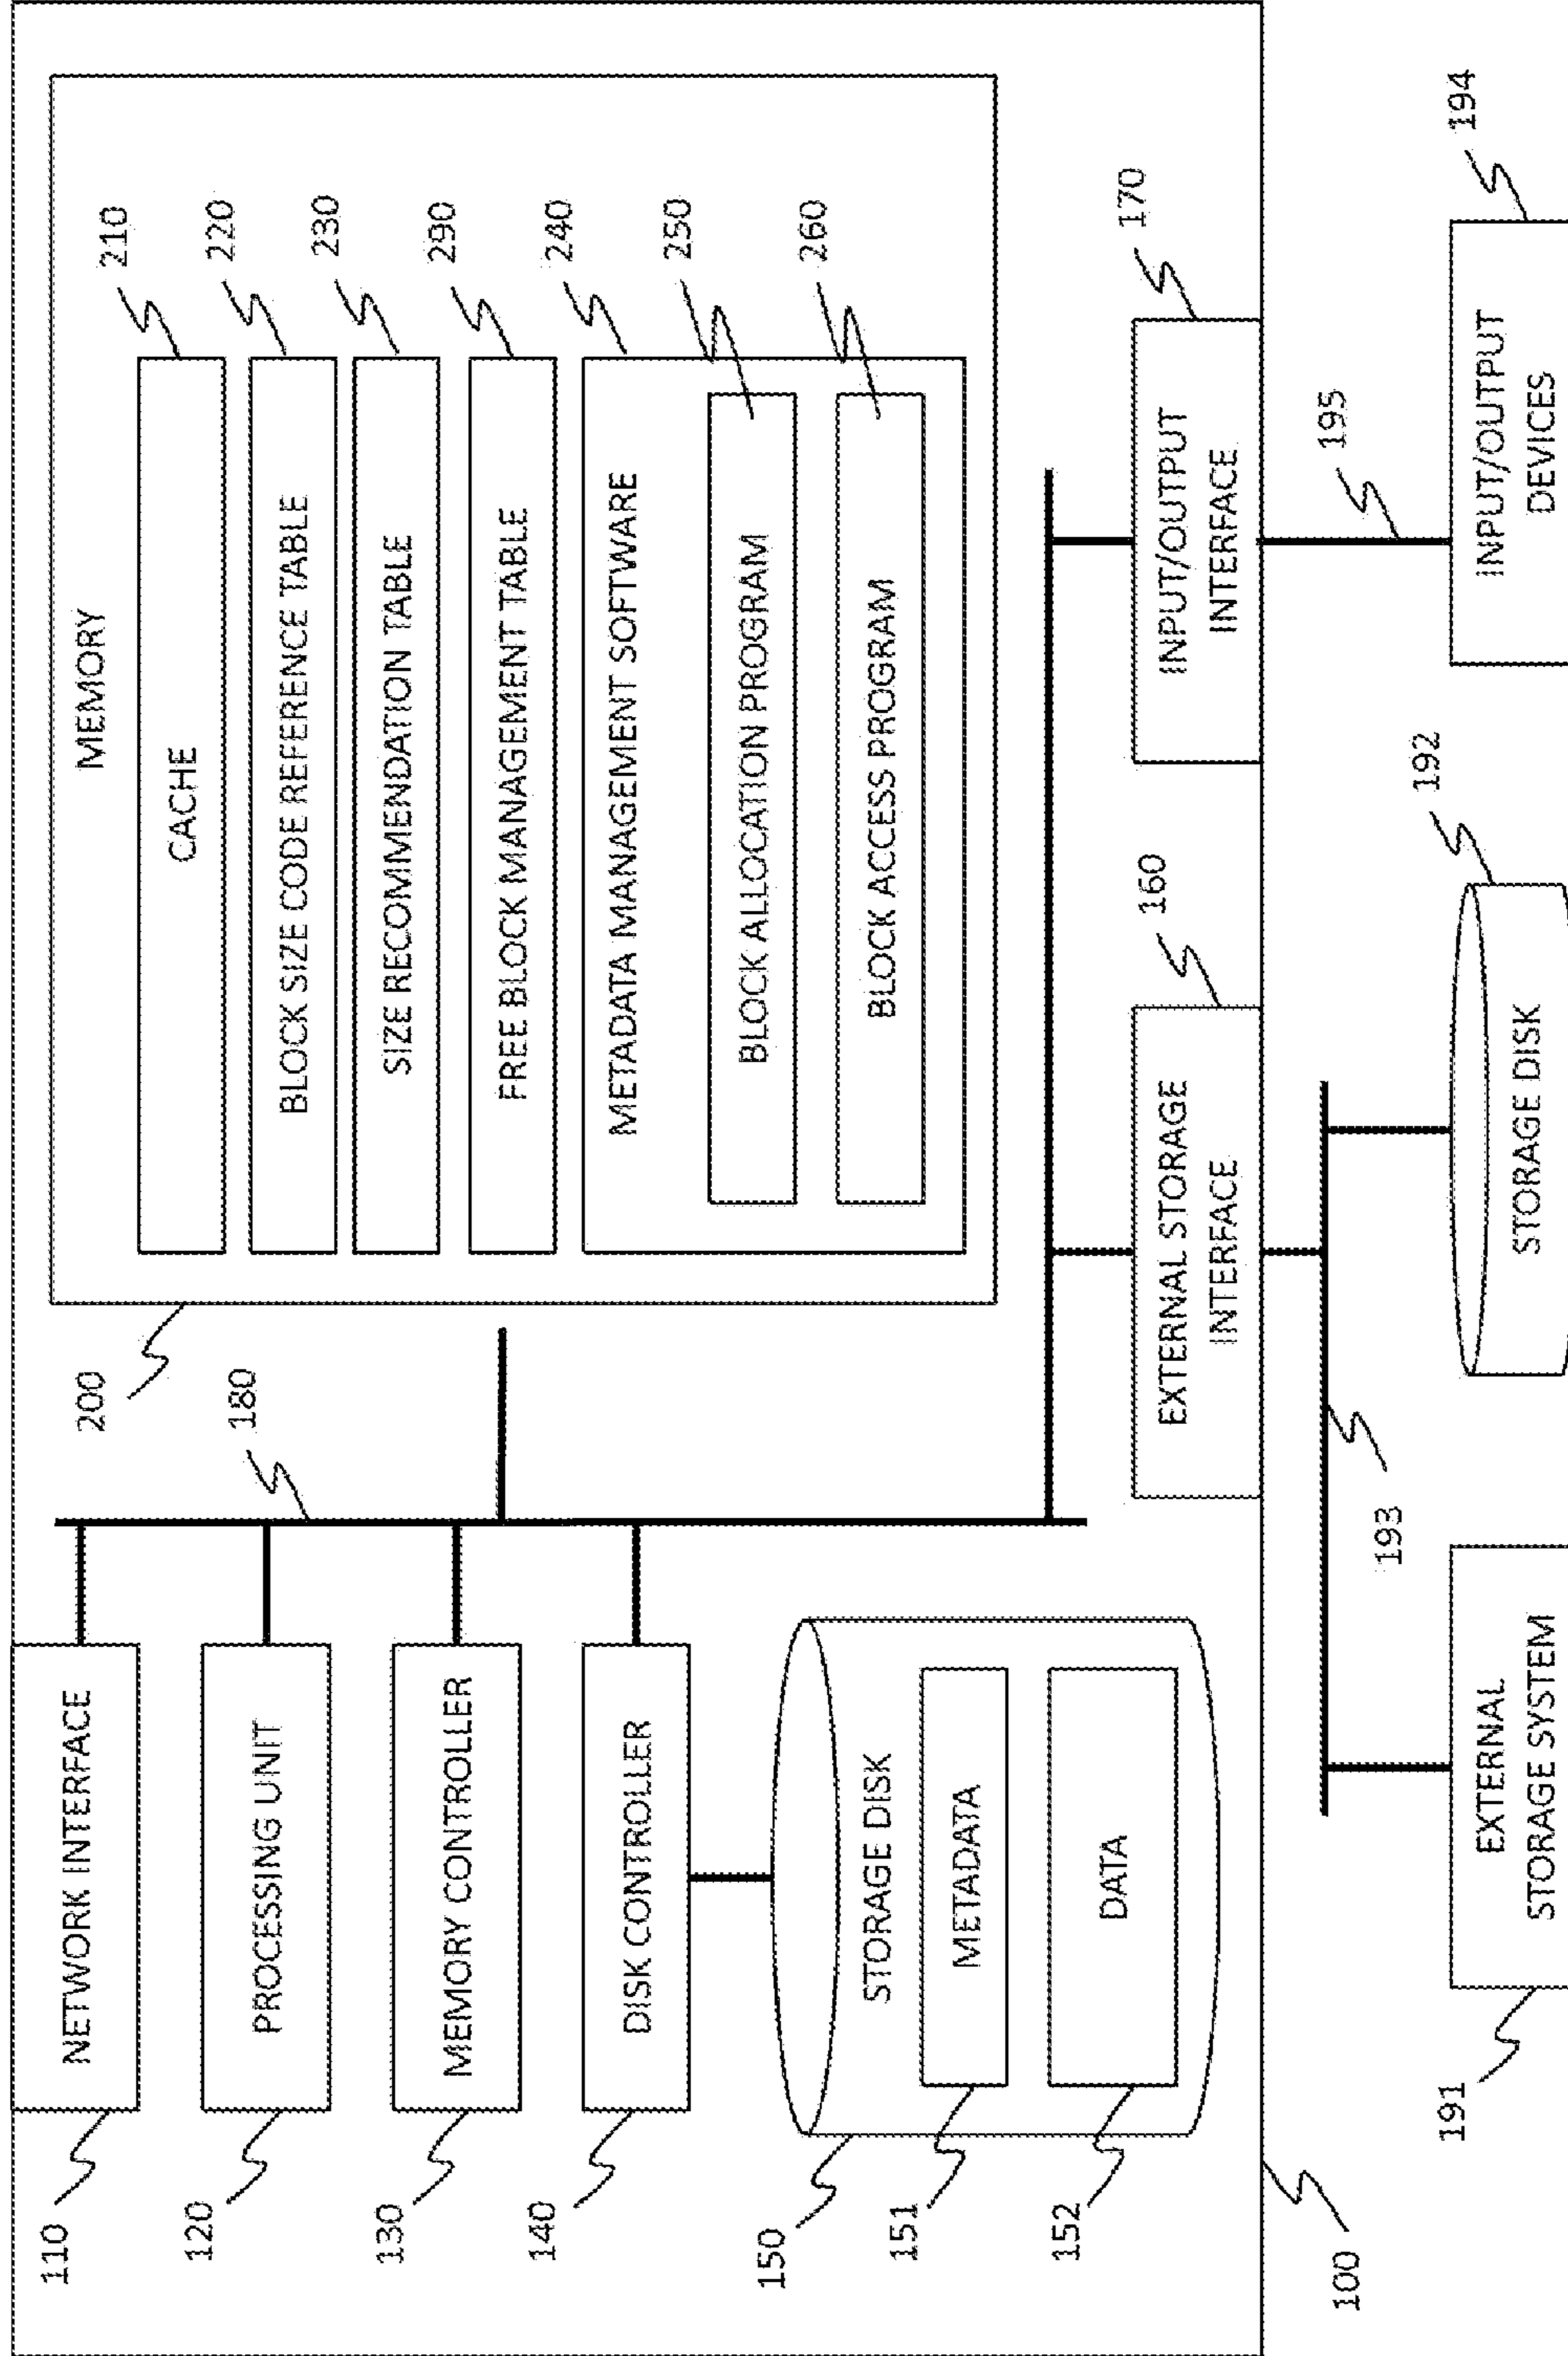 NETWORK INTERFACE
110
PROCESSING UNIT
120
MEMORY CONTROLLER
130
DISK CONTROLLER
140
STORAGE DISK
150
METADATA
151
DATA
152
100
180
200
MEMORY
CACHE
210
BLOCK SIZE CODE REFERENCE TABLE
220
SIZE RECOMMENDATION TABLE
230
FREE BLOCK MANAGEMENT TABLE
290
METADATA MANAGEMENT SOFTWARE
240
BLOCK ALLOCATION PROGRAM
250
BLOCK ACCESS PROGRAM
260
EXTERNAL STORAGE
INTERFACE
160
INPUT/OUTPUT
INTERFACE
170
193
195
EXTERNAL
STORAGE SYSTEM
191
STORAGE DISK
192
INPUT/OUTPUT
DEVICES
194